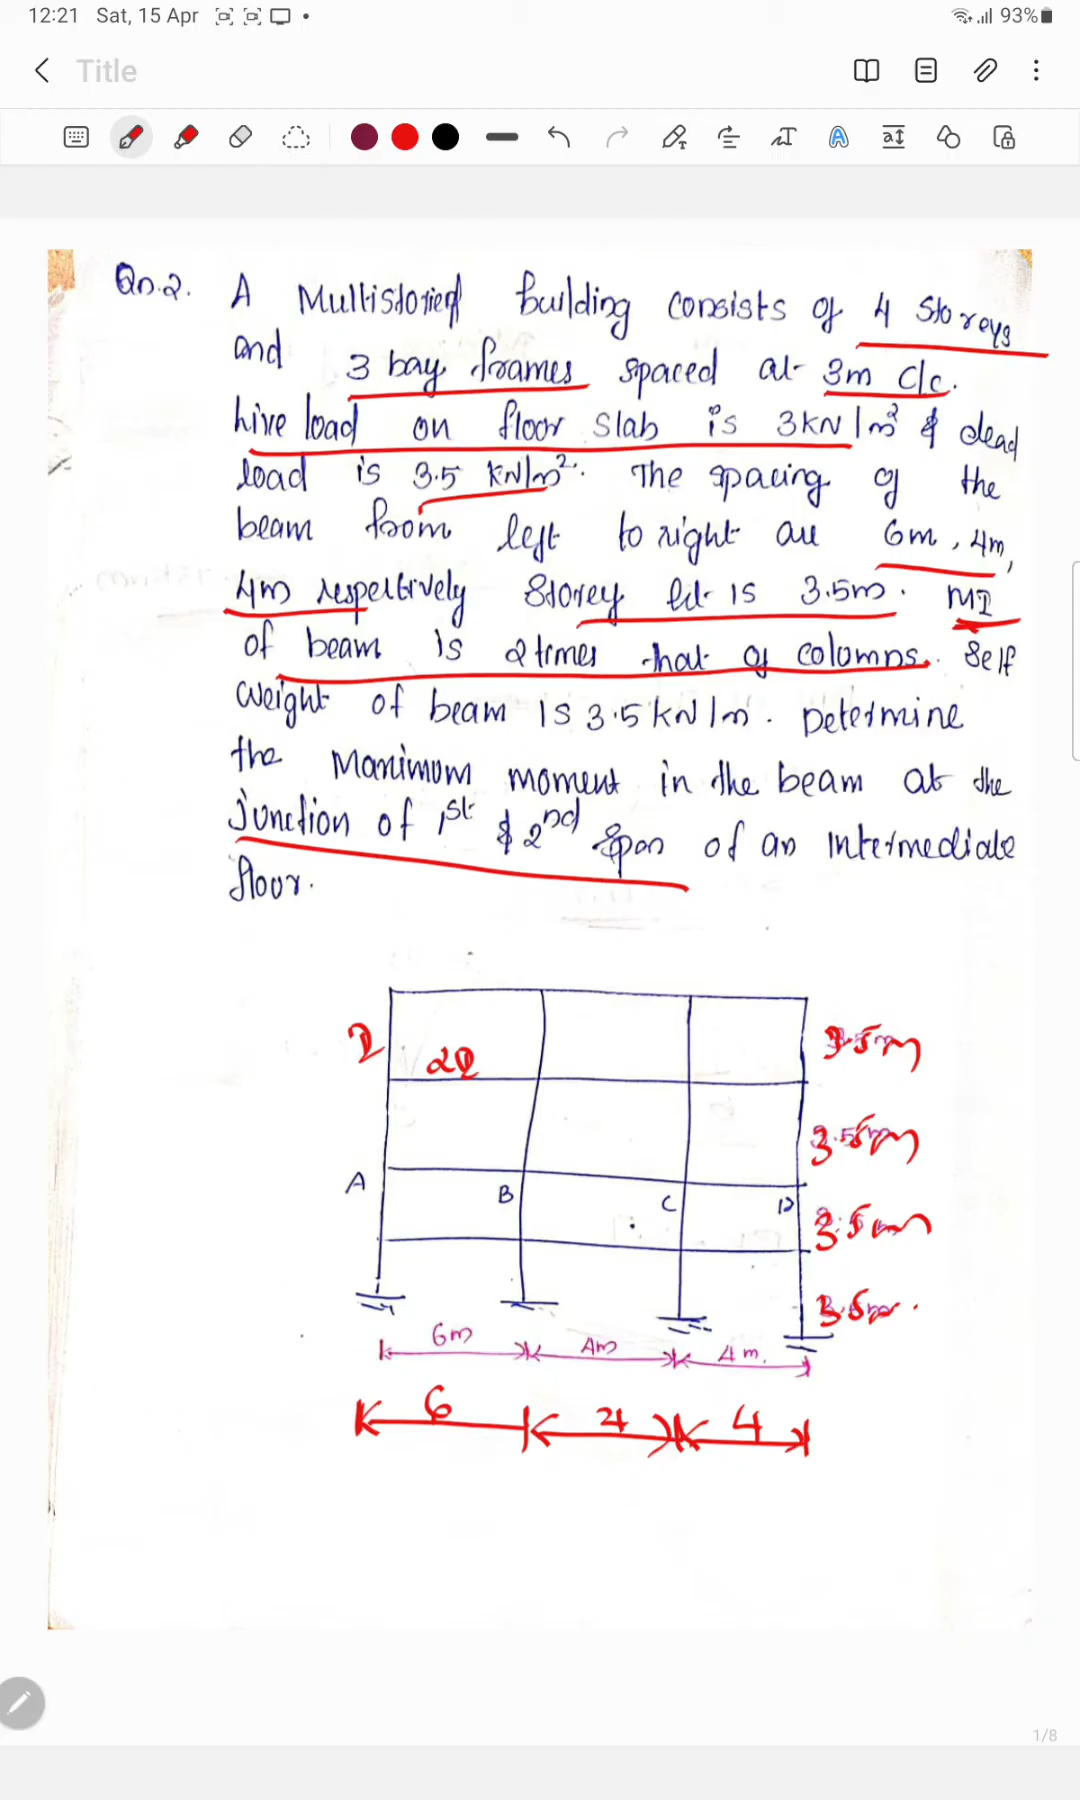 12:21 Sat, 15 Apr
93%
Title
Qn.2. A Multistoried building consists of 4 Storeys
and 3 bay frames spaced at 3m c/c.
Live load on floor slab is 3kN/m² & dead
load is 3.5 kN/m². The spacing of the
beam from left to right are 6m, 4m,
4m respectively Storey ht is 3.5m. MI
of beam is 2 times that of columns. Self
weight of beam is 3.5 kN/m. Determine
the Maximum moment in the beam at the
junction of 1st & 2nd span of an intermediate
floor.
I
2I
3.5m
3.5m
A
B
C
D
3.5m
3.5m.
6m
4m
4m.
6
4
4
1/8